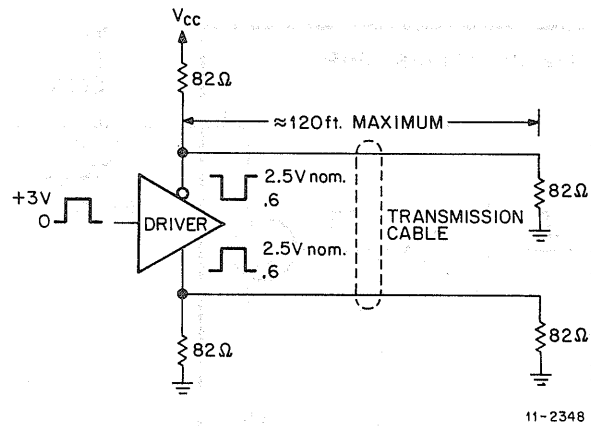 VCC
82Ω
≈120ft. MAXIMUM
+3V
0
DRIVER
2.5V nom.
.6
2.5V nom.
.6
TRANSMISSION
CABLE
82Ω
82Ω
82Ω
11-2348